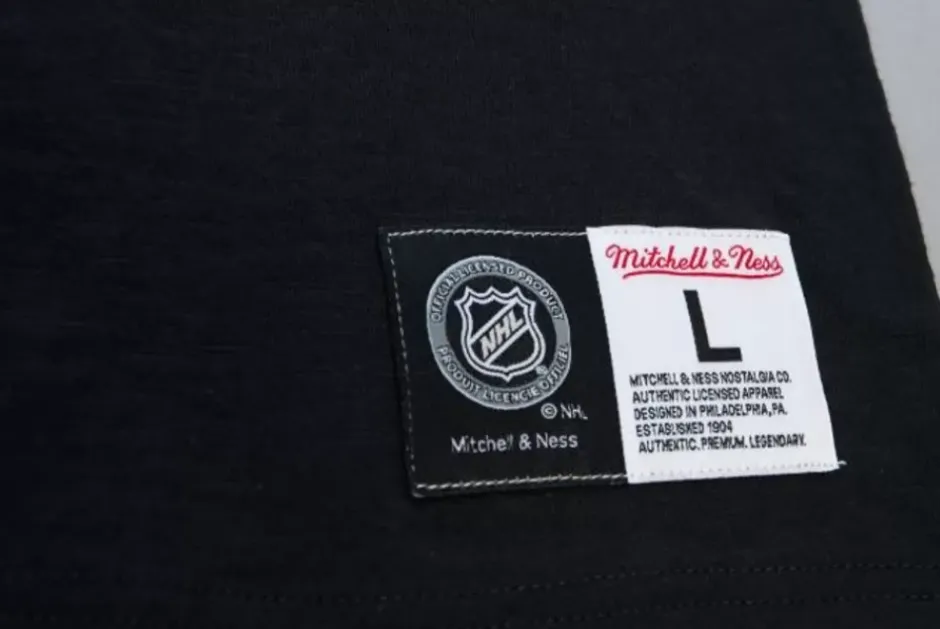 OFFICIAL LICENSED PRODUCT
NHL
PRODUIT LICENCIÉ OFFICIEL
®
© NHL
Mitchell & Ness
Mitchell & Ness
L
MITCHELL & NESS NOSTALGIA CO.
AUTHENTIC LICENSED APPAREL
DESIGNED IN PHILADELPHIA, PA.
ESTABLISHED 1904
AUTHENTIC. PREMIUM. LEGENDARY.